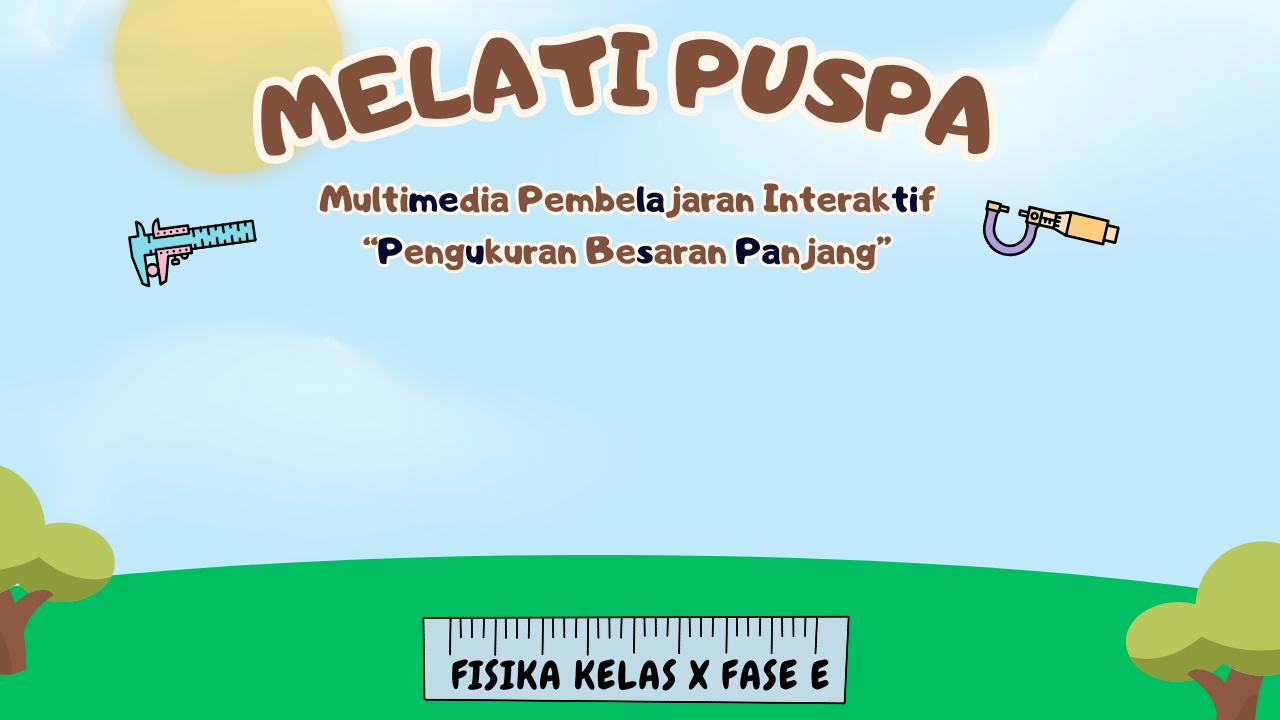 MELATI PUSPA
Multimedia Pembelajaran Interaktif
“Pengukuran Besaran Panjang”
FISIKA KELAS X FASE E